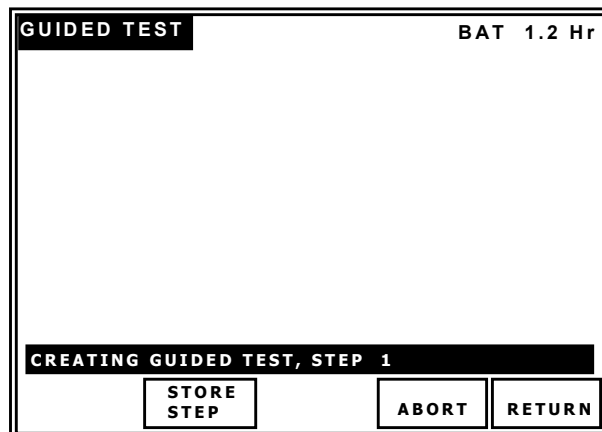 GUIDED TEST
BAT 1.2 Hr
CREATING GUIDED TEST, STEP 1
STORE
STEP
ABORT
RETURN